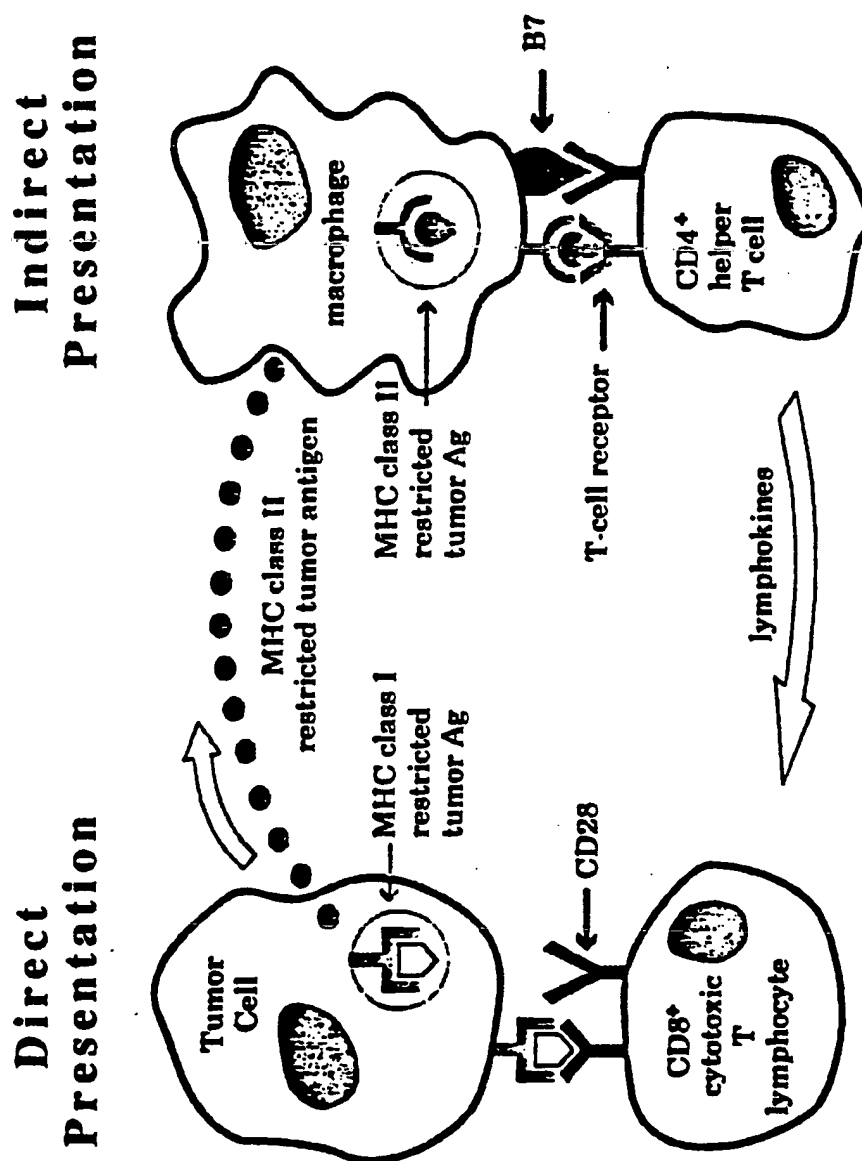 Direct
Presentation
Indirect
Presentation
Tumor
Cell
MHC class II
restricted tumor antigen
macrophage
MHC class I
restricted
tumor Ag
MHC class II
restricted
tumor Ag
CD28
T-cell receptor
B7
CD8+
cytotoxic
T
lymphocyte
lymphokines
CD4+
helper
T cell